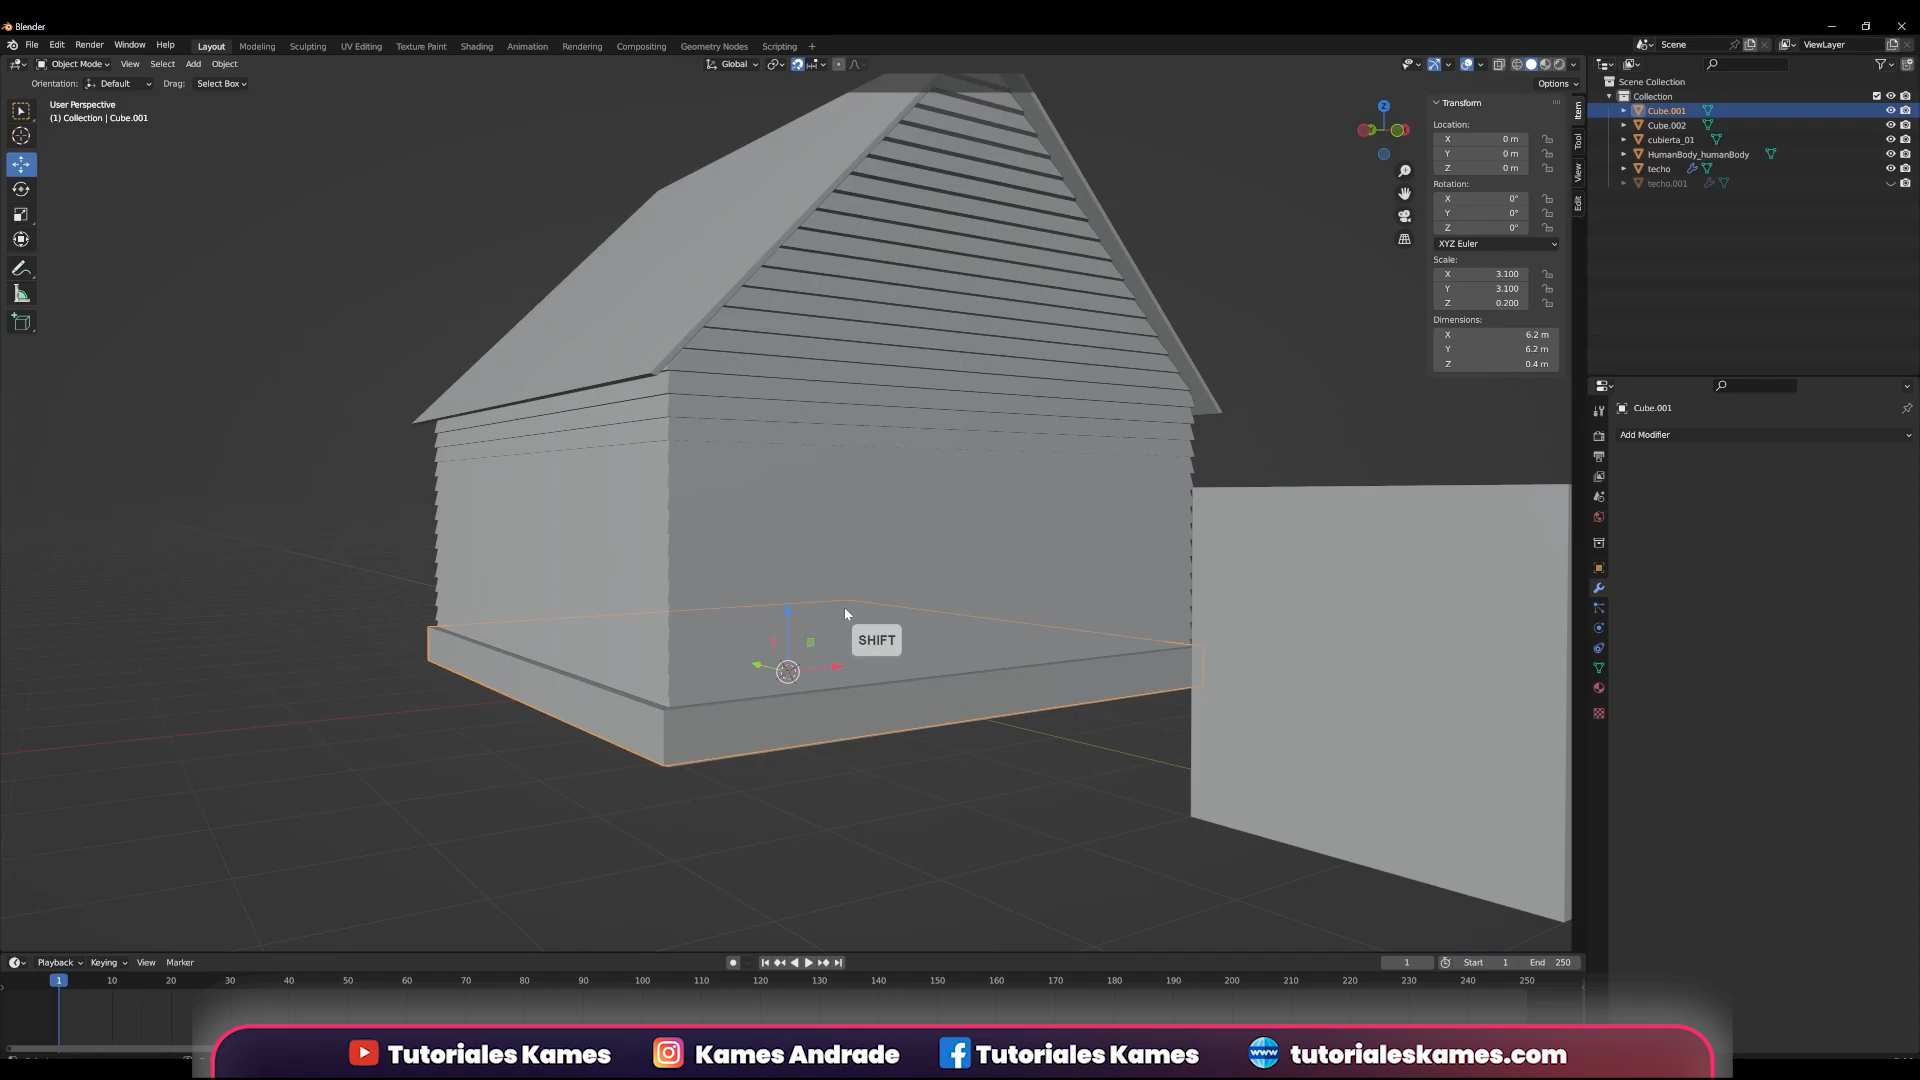 Blender
File Edit Render Window Help Layout Modeling Sculpting UV Editing Texture Paint Shading Animation Rendering Compositing Geometry Nodes Scripting + Scene ViewLayer
Object Mode View Select Add Object Global
Orientation: Default Drag: Select Box Options
User Perspective
(1) Collection | Cube.001
Z
Transform
Location:
X 0 m
Y 0 m
Z 0 m
Rotation:
X 0°
Y 0°
Z 0°
XYZ Euler
Scale:
X 3.100
Y 3.100
Z 0.200
Dimensions:
X 6.2 m
Y 6.2 m
Z 0.4 m
Item
Tool
View
Edit
Scene Collection
Collection
Cube.001
Cube.002
cubierta_01
HumanBody_humanBody
techo
techo.001
Cube.001
Add Modifier
SHIFT
Playback Keying View Marker 1 Start 1 End 250
1 10 20 30 40 50 60 70 80 90 100 110 120 130 140 150 160 170 180 190 200 210 220 230 240 250
Tutoriales Kames Kames Andrade Tutoriales Kames www tutorialeskames.com